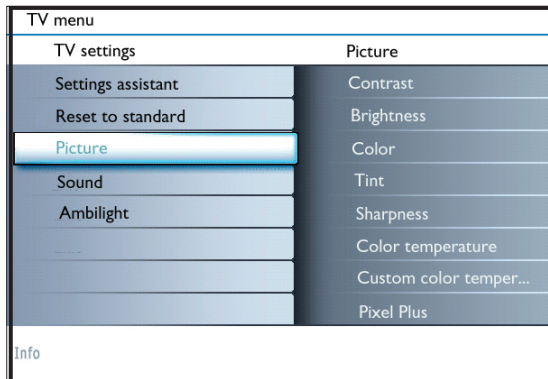 TV menu
TV settings
Settings assistant
Reset to standard
Picture
Sound
Ambilight
Picture
Contrast
Brightness
Color
Tint
Sharpness
Color temperature
Custom color temper...
Pixel Plus
Info